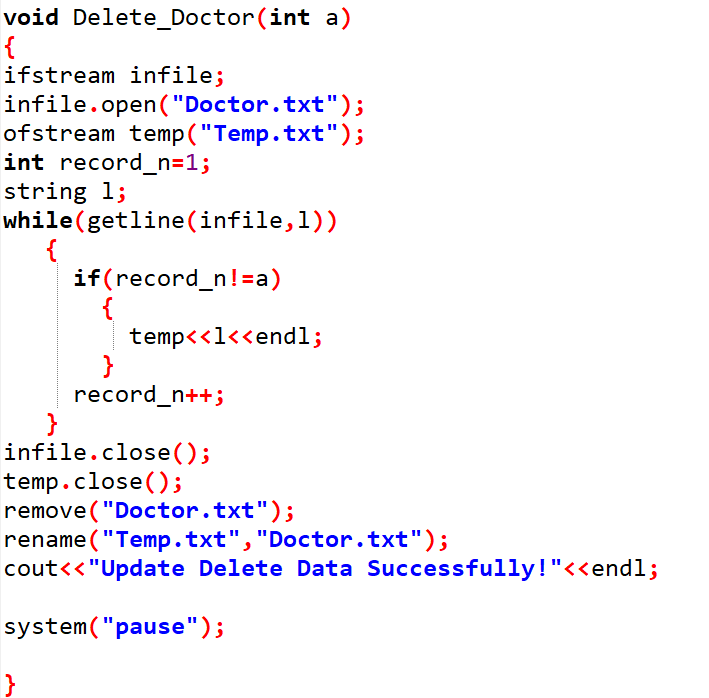 void Delete_Doctor(int a)
{
ifstream infile;
infile.open("Doctor.txt");
ofstream temp("Temp.txt");
int record_n=1;
string l;
while(getline(infile,l))
{
if(record_n!=a)
{
temp<<l<<endl;
}
record_n++;
}
infile.close();
temp.close();
remove("Doctor.txt");
rename("Temp.txt","Doctor.txt");
cout<<"Update Delete Data Successfully!"<<endl;
system("pause");
}